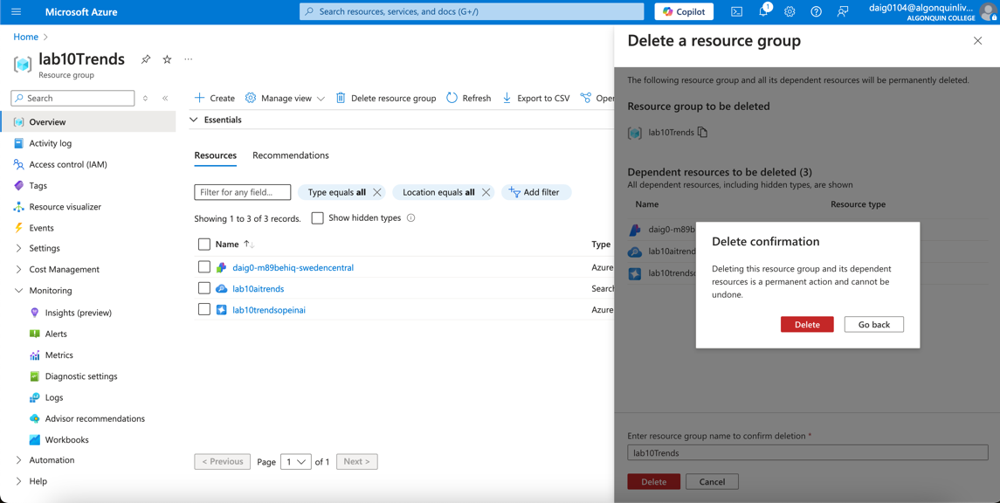 Microsoft Azure
Search resources, services, and docs (G+/)
Copilot
1
daig0104@algonquinliv...
ALGONQUIN COLLEGE
Home
lab10Trends
Resource group
Search
Overview
Activity log
Access control (IAM)
Tags
Resource visualizer
Events
Settings
Cost Management
Monitoring
Insights (preview)
Alerts
Metrics
Diagnostic settings
Logs
Advisor recommendations
Workbooks
Automation
Help
Create
Manage view
Delete resource group
Refresh
Export to CSV
Oper
Essentials
Resources
Recommendations
Filter for any field...
Type equals all
Location equals all
Add filter
Showing 1 to 3 of 3 records.
Show hidden types
Name
Type
daig0-m89behiq-swedencentral
Azure
lab10aitrends
Search
lab10trendsopeinai
Azure
< Previous
Page 1 of 1
Next >
Delete a resource group
The following resource group and all its dependent resources will be permanently deleted.
Resource group to be deleted
lab10Trends
Dependent resources to be deleted (3)
All dependent resources, including hidden types, are shown
Name
Resource type
daig0-m89b
lab10aitrend
lab10trendsc
Delete confirmation
Deleting this resource group and its dependent
resources is a permanent action and cannot be
undone.
Delete
Go back
Enter resource group name to confirm deletion *
lab10Trends
Delete
Cancel